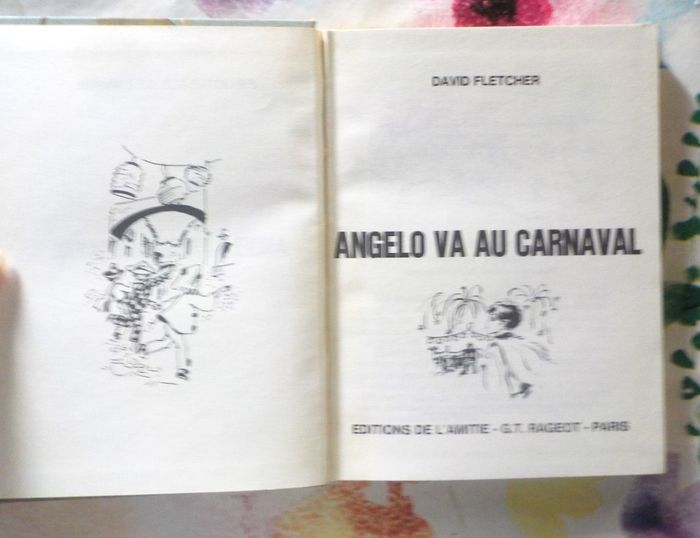 DAVID FLETCHER
ANGELO VA AU CARNAVAL
EDITIONS DE L'AMITIE - G.T. RAGEOT - PARIS